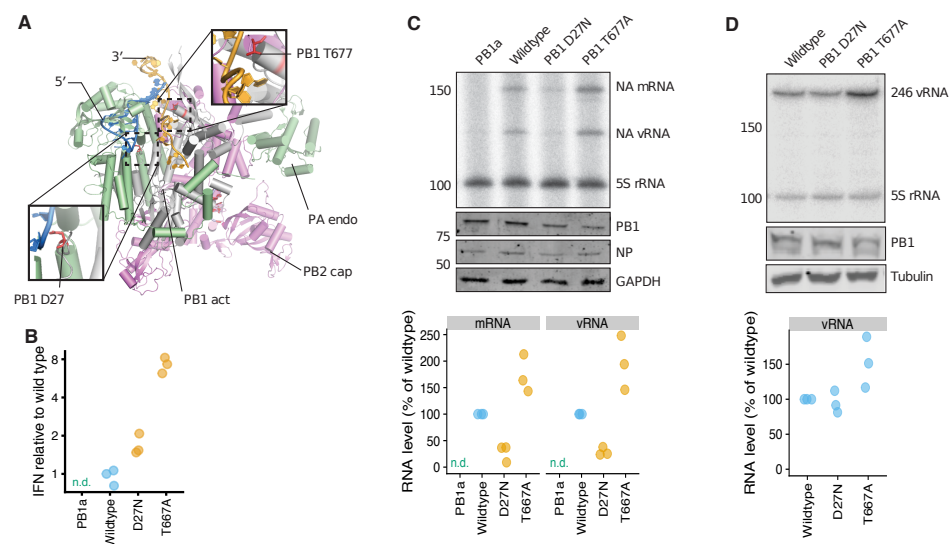 A
3′
5′
PB1 T677
PA endo
PB2 cap
PB1 D27
PB1 act
B
IFN relative to wild type
8
4
2
1
n.d.
PB1a
Wildtype
D27N
T667A
C
PB1a
Wildtype
PB1 D27N
PB1 T677A
150
100
75
50
NA mRNA
NA vRNA
5S rRNA
PB1
NP
GAPDH
RNA level (% of wildtype)
mRNA
vRNA
250
200
150
100
50
0
n.d.
n.d.
PB1a
Wildtype
D27N
T667A
PB1a
Wildtype
D27N
T667A
D
Wildtype
PB1 D27N
PB1 T677A
150
100
246 vRNA
5S rRNA
PB1
Tubulin
RNA level (% of wildtype)
vRNA
150
100
50
0
Wildtype
D27N
T667A